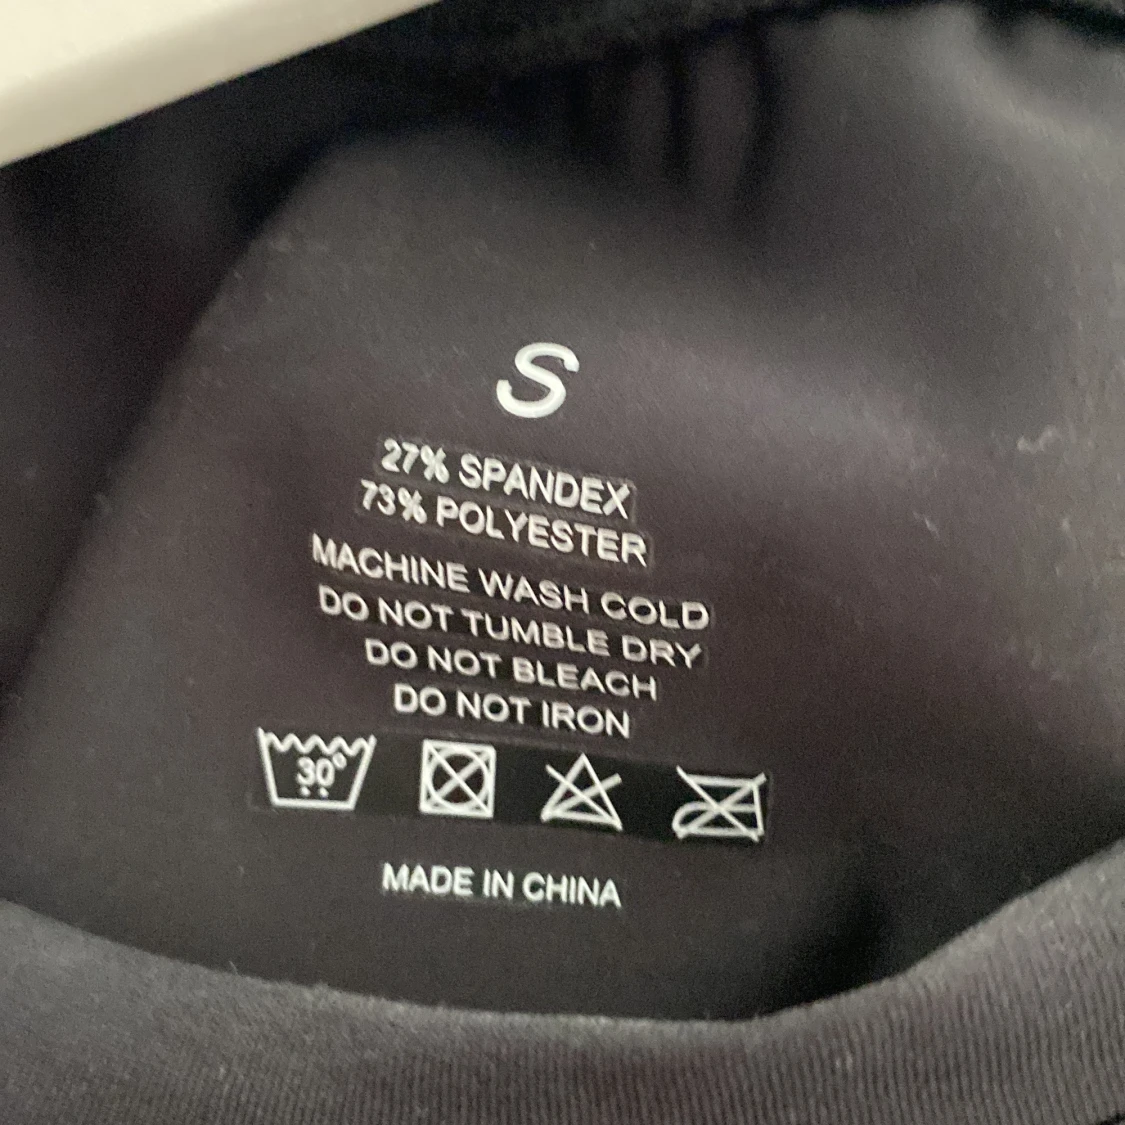 S
27% SPANDEX
73% POLYESTER
MACHINE WASH COLD
DO NOT TUMBLE DRY
DO NOT BLEACH
DO NOT IRON
30°
MADE IN CHINA